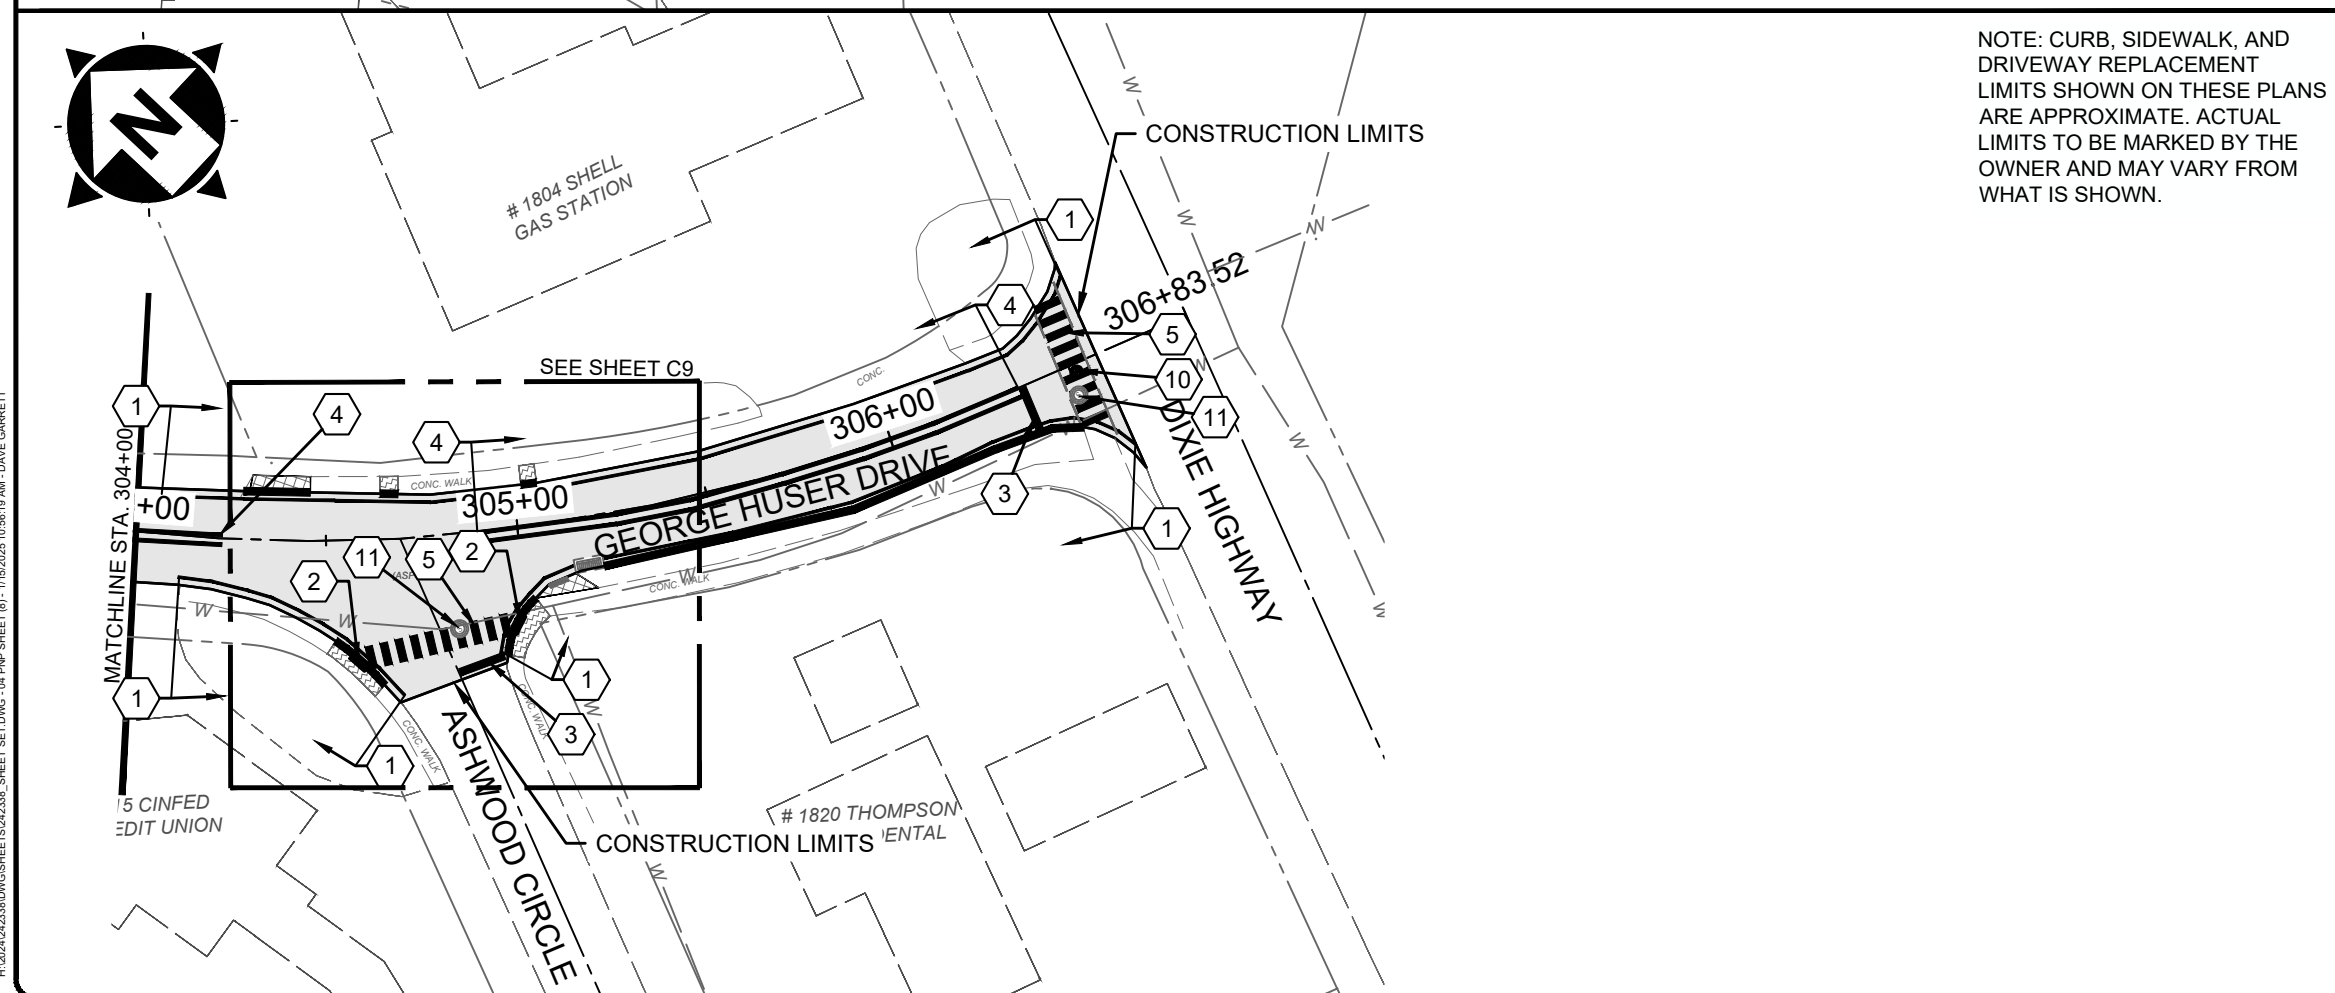 NOTE: CURB, SIDEWALK, AND
DRIVEWAY REPLACEMENT
LIMITS SHOWN ON THESE PLANS
ARE APPROXIMATE. ACTUAL
LIMITS TO BE MARKED BY THE
OWNER AND MAY VARY FROM
WHAT IS SHOWN.
N
CONSTRUCTION LIMITS
# 1804 SHELL
GAS STATION
W
W
W
1
4
306+83.52
5
10
11
W
SEE SHEET C9
CONC.
306+00
1
4
4
CONC. WALK
305+00
+00
GEORGE HUSER DRIVE
W
W
3
1
W
W
DIXIE HIGHWAY
MATCHLINE STA. 304+00
11
5
2
2
W
W
W
CONC. WALK
1
1
3
1
W
CONC. WALK
CONC. WALK
ASHWOOD CIRCLE
5 CINFED
EDIT UNION
# 1820 THOMPSON
ENTAL
CONSTRUCTION LIMITS
W